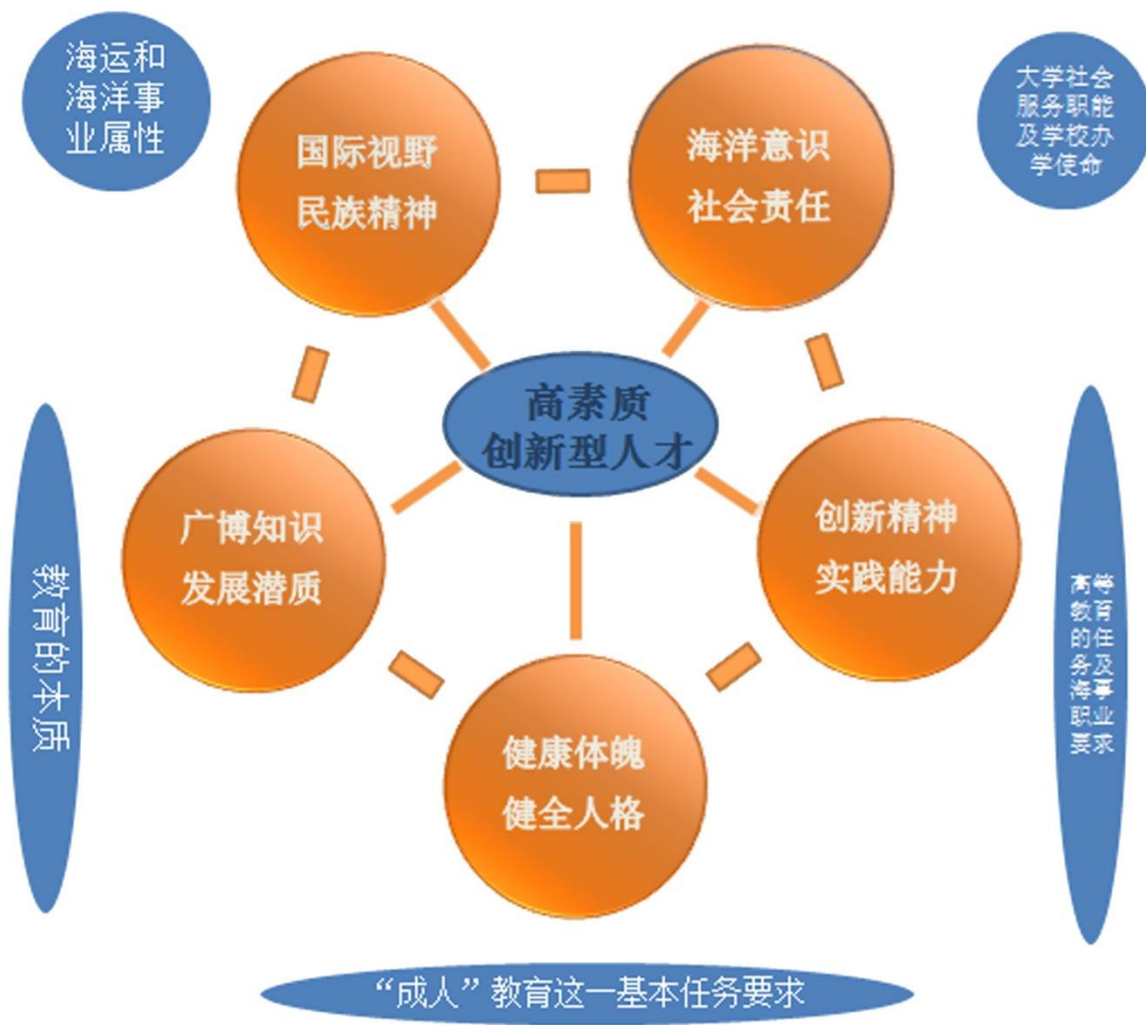 海运和
海洋事
业属性
大学社会
服务职能
及学校办
学使命
国际视野
民族精神
海洋意识
社会责任
高素质
创新型人才
广博知识
发展潜质
创新精神
实践能力
教育的本质
高等
教育
的任
务及
海事
职业
要求
健康体魄
健全人格
“成人”教育这一基本任务要求